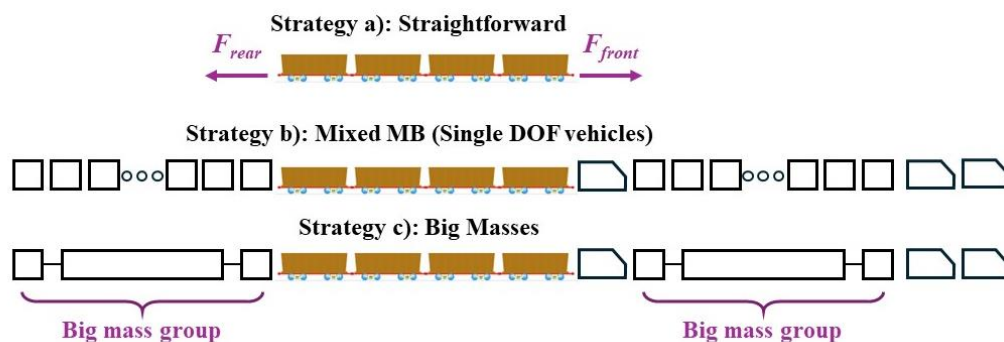 Strategy a): Straightforward
F_rear F_front
Strategy b): Mixed MB (Single DOF vehicles)
Strategy c): Big Masses
Big mass group Big mass group